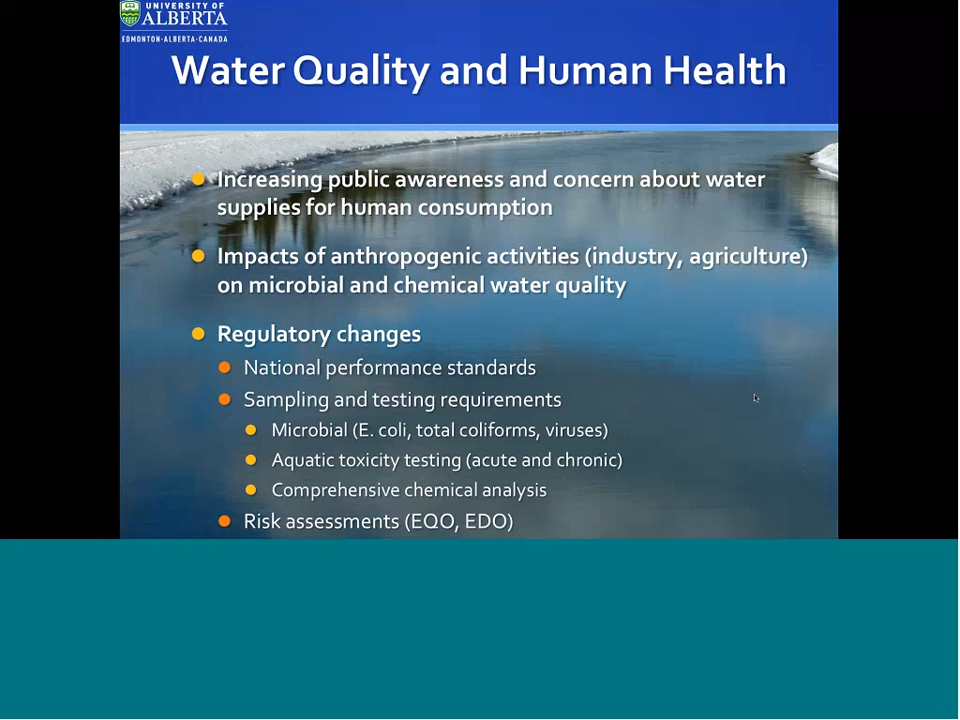 UNIVERSITY OF
ALBERTA
EDMONTON·ALBERTA·CANADA
Water Quality and Human Health
Increasing public awareness and concern about water
supplies for human consumption
Impacts of anthropogenic activities (industry, agriculture)
on microbial and chemical water quality
Regulatory changes
National performance standards
Sampling and testing requirements
Microbial (E. coli, total coliforms, viruses)
Aquatic toxicity testing (acute and chronic)
Comprehensive chemical analysis
Risk assessments (EQO, EDO)